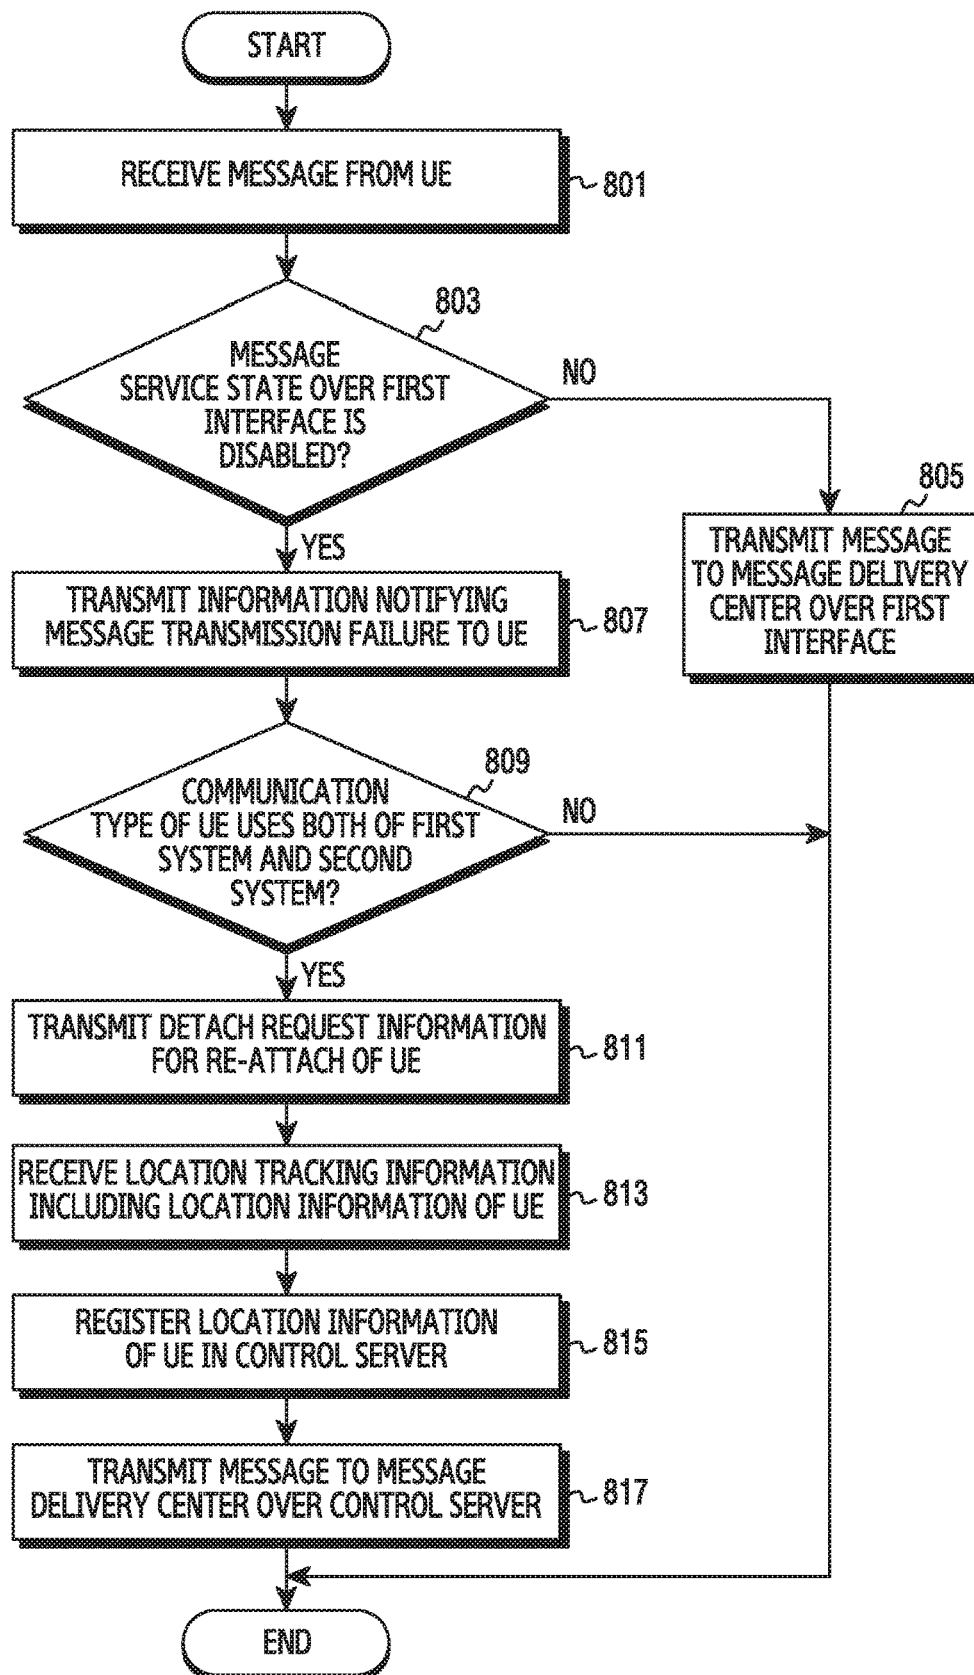 START
RECEIVE MESSAGE FROM UE
801
803
MESSAGE
SERVICE STATE OVER FIRST
INTERFACE IS
DISABLED?
NO
YES
805
TRANSMIT MESSAGE
TO MESSAGE DELIVERY
CENTER OVER FIRST
INTERFACE
TRANSMIT INFORMATION NOTIFYING
MESSAGE TRANSMISSION FAILURE TO UE
807
809
COMMUNICATION
TYPE OF UE USES BOTH OF FIRST
SYSTEM AND SECOND
SYSTEM?
NO
YES
TRANSMIT DETACH REQUEST INFORMATION
FOR RE-ATTACH OF UE
811
RECEIVE LOCATION TRACKING INFORMATION
INCLUDING LOCATION INFORMATION OF UE
813
REGISTER LOCATION INFORMATION
OF UE IN CONTROL SERVER
815
TRANSMIT MESSAGE TO MESSAGE
DELIVERY CENTER OVER CONTROL SERVER
817
END